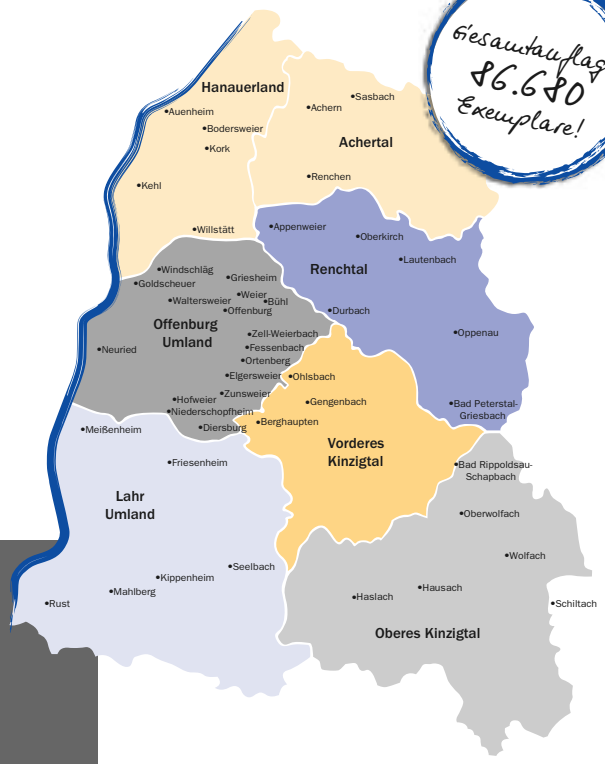 Gesamtauflag
86.680
Exemplare!
Hanauerland
Auenheim
Bodersweier
Kork
Kehl
Willstätt
Sasbach
Achern
Achertal
Renchen
Appenweier
Oberkirch
Lautenbach
Renchtal
Durbach
Oppenau
Bad Peterstal-
Griesbach
Windschläg
Goldscheuer
Griesheim
Weier
Waltersweier
Bühl
Offenburg
Offenburg
Umland
Zell-Weierbach
Neuried
Fessenbach
Ortenberg
Elgersweier
Zunsweier
Hofweier
Niederschopfheim
Diersburg
Ohlsbach
Gengenbach
Berghaupten
Vorderes
Kinzigtal
Meißenheim
Friesenheim
Lahr
Umland
Seelbach
Kippenheim
Mahlberg
Rust
Bad Rippoldsau-
Schapbach
Oberwolfach
Wolfach
Hausach
Haslach
Schiltach
Oberes Kinzigtal